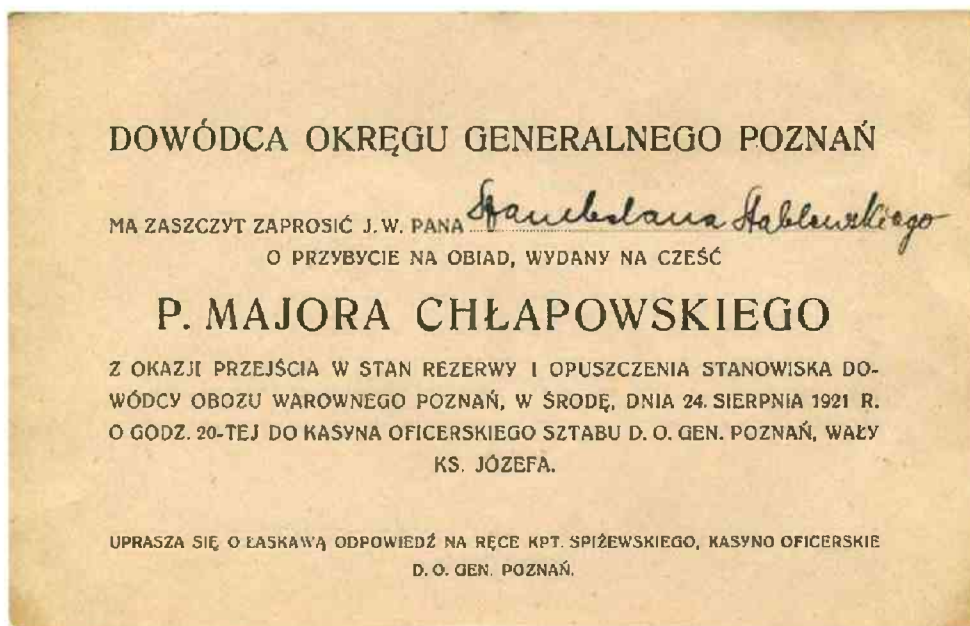 DOWÓDCA OKRĘGU GENERALNEGO POZNAŃ
MA ZASZCZYT ZAPROSIĆ J. W. PANA Stanisława Stablewskiego
O PRZYBYCIE NA OBIAD, WYDANY NA CZEŚĆ
P. MAJORA CHŁAPOWSKIEGO
Z OKAZJI PRZEJŚCIA W STAN REZERWY I OPUSZCZENIA STANOWISKA DO-
WÓDCY OBOZU WAROWNEGO POZNAŃ, W ŚRODĘ, DNIA 24. SIERPNIA 1921 R.
O GODZ. 20-TEJ DO KASYNA OFICERSKIEGO SZTABU D. O. GEN. POZNAŃ, WAŁY
KS. JÓZEFA.
UPRASZA SIĘ O ŁASKAWĄ ODPOWIEDŹ NA RĘCE KPT. SPIŻEWSKIEGO, KASYNO OFICERSKIE
D. O. GEN. POZNAŃ.